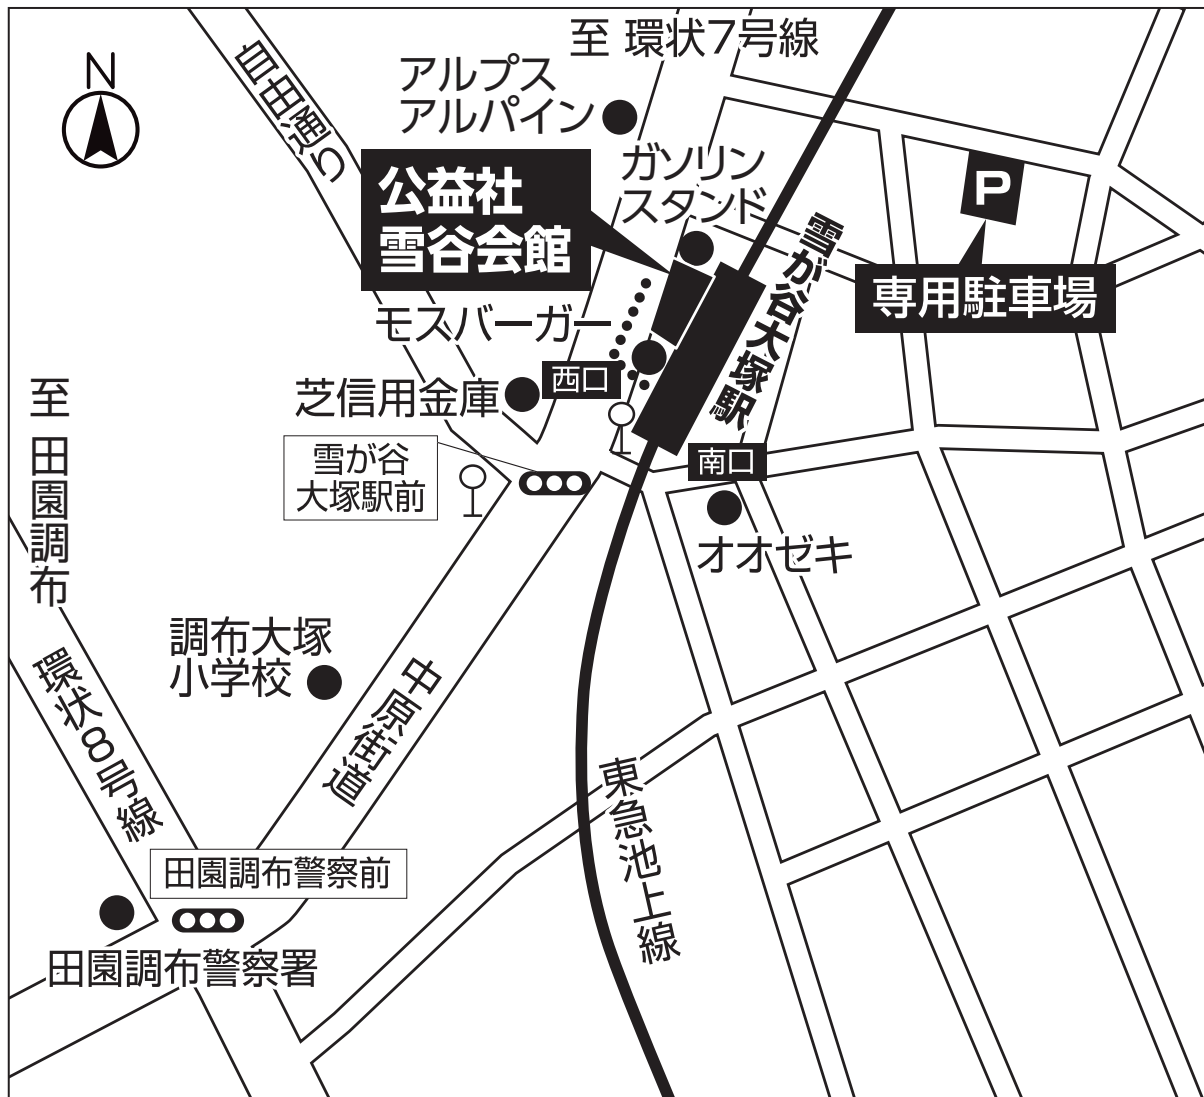 N
自由通り
至 環状7号線
アルプス
アルパイン
公益社
雪谷会館
ガソリン
スタンド
P
専用駐車場
雪が谷大塚駅
モスバーガー
西口
芝信用金庫
雪が谷
大塚駅前
南口
オオゼキ
至 田園調布
調布大塚
小学校
環状8号線
中原街道
東急池上線
田園調布警察前
田園調布警察署